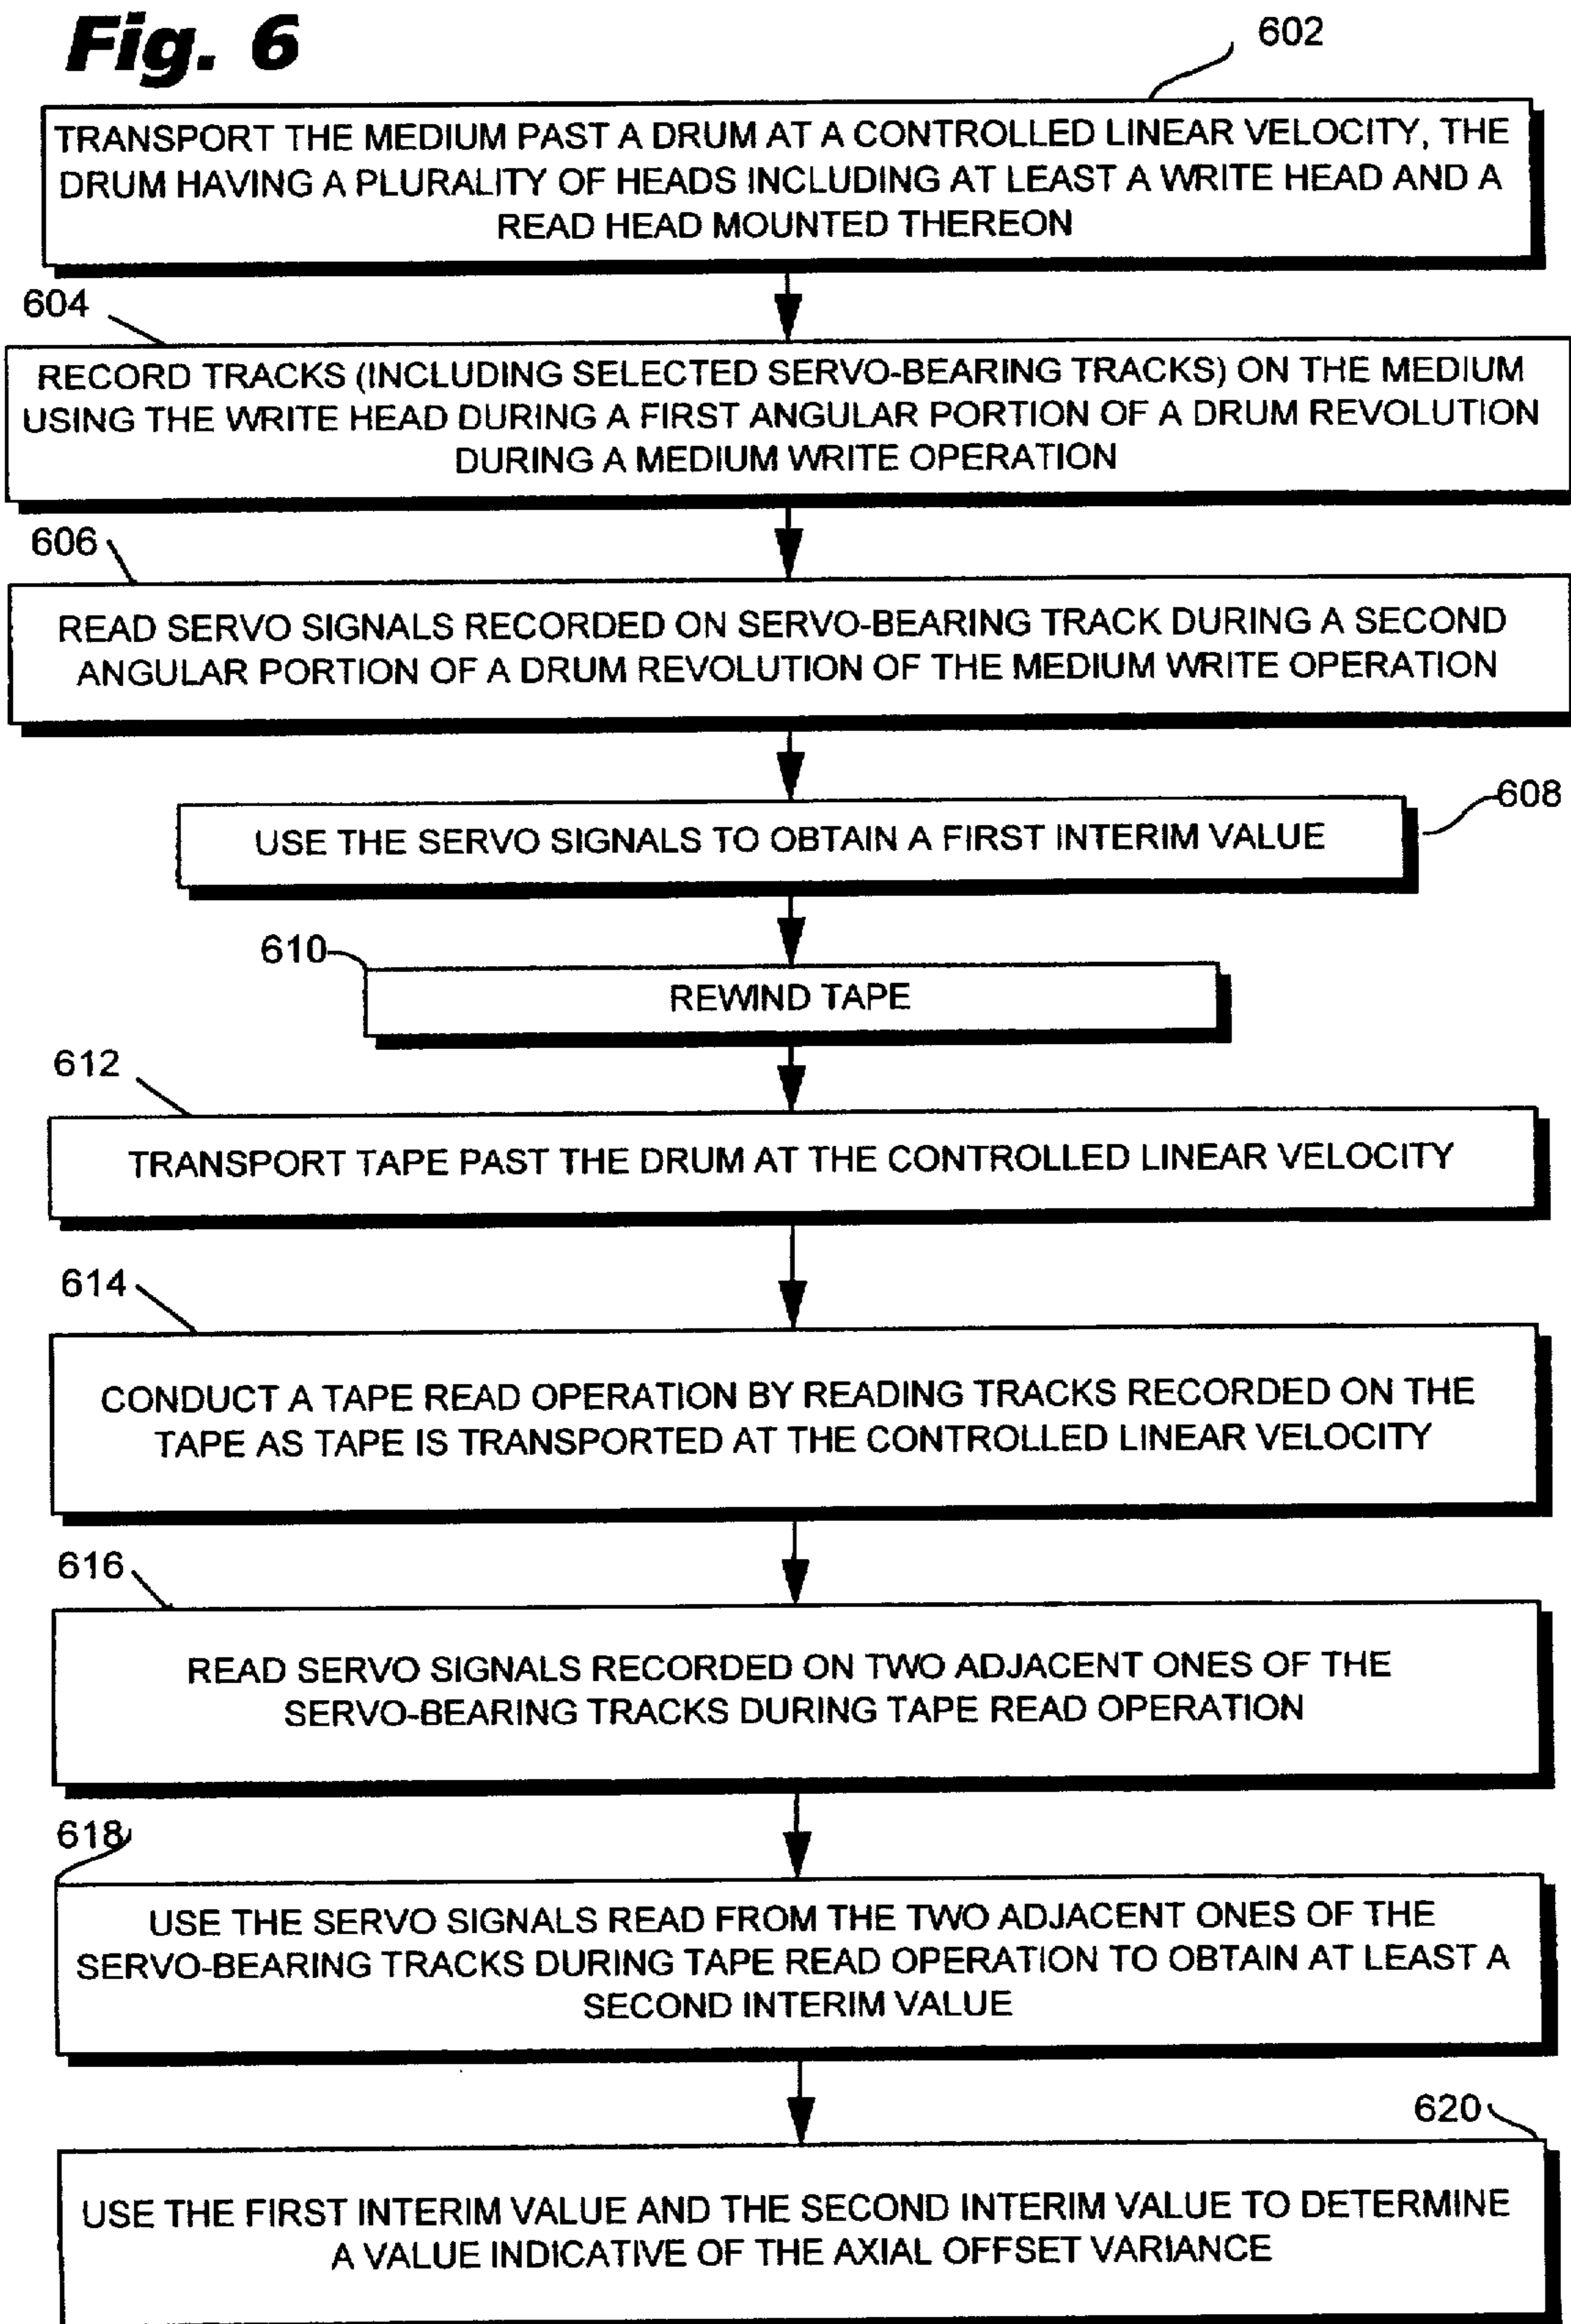 Fig. 6
602
TRANSPORT THE MEDIUM PAST A DRUM AT A CONTROLLED LINEAR VELOCITY, THE
DRUM HAVING A PLURALITY OF HEADS INCLUDING AT LEAST A WRITE HEAD AND A
READ HEAD MOUNTED THEREON
604
RECORD TRACKS (INCLUDING SELECTED SERVO-BEARING TRACKS) ON THE MEDIUM
USING THE WRITE HEAD DURING A FIRST ANGULAR PORTION OF A DRUM REVOLUTION
DURING A MEDIUM WRITE OPERATION
606
READ SERVO SIGNALS RECORDED ON SERVO-BEARING TRACK DURING A SECOND
ANGULAR PORTION OF A DRUM REVOLUTION OF THE MEDIUM WRITE OPERATION
608
USE THE SERVO SIGNALS TO OBTAIN A FIRST INTERIM VALUE
610
REWIND TAPE
612
TRANSPORT TAPE PAST THE DRUM AT THE CONTROLLED LINEAR VELOCITY
614
CONDUCT A TAPE READ OPERATION BY READING TRACKS RECORDED ON THE
TAPE AS TAPE IS TRANSPORTED AT THE CONTROLLED LINEAR VELOCITY
616
READ SERVO SIGNALS RECORDED ON TWO ADJACENT ONES OF THE
SERVO-BEARING TRACKS DURING TAPE READ OPERATION
618
USE THE SERVO SIGNALS READ FROM THE TWO ADJACENT ONES OF THE
SERVO-BEARING TRACKS DURING TAPE READ OPERATION TO OBTAIN AT LEAST A
SECOND INTERIM VALUE
620
USE THE FIRST INTERIM VALUE AND THE SECOND INTERIM VALUE TO DETERMINE
A VALUE INDICATIVE OF THE AXIAL OFFSET VARIANCE